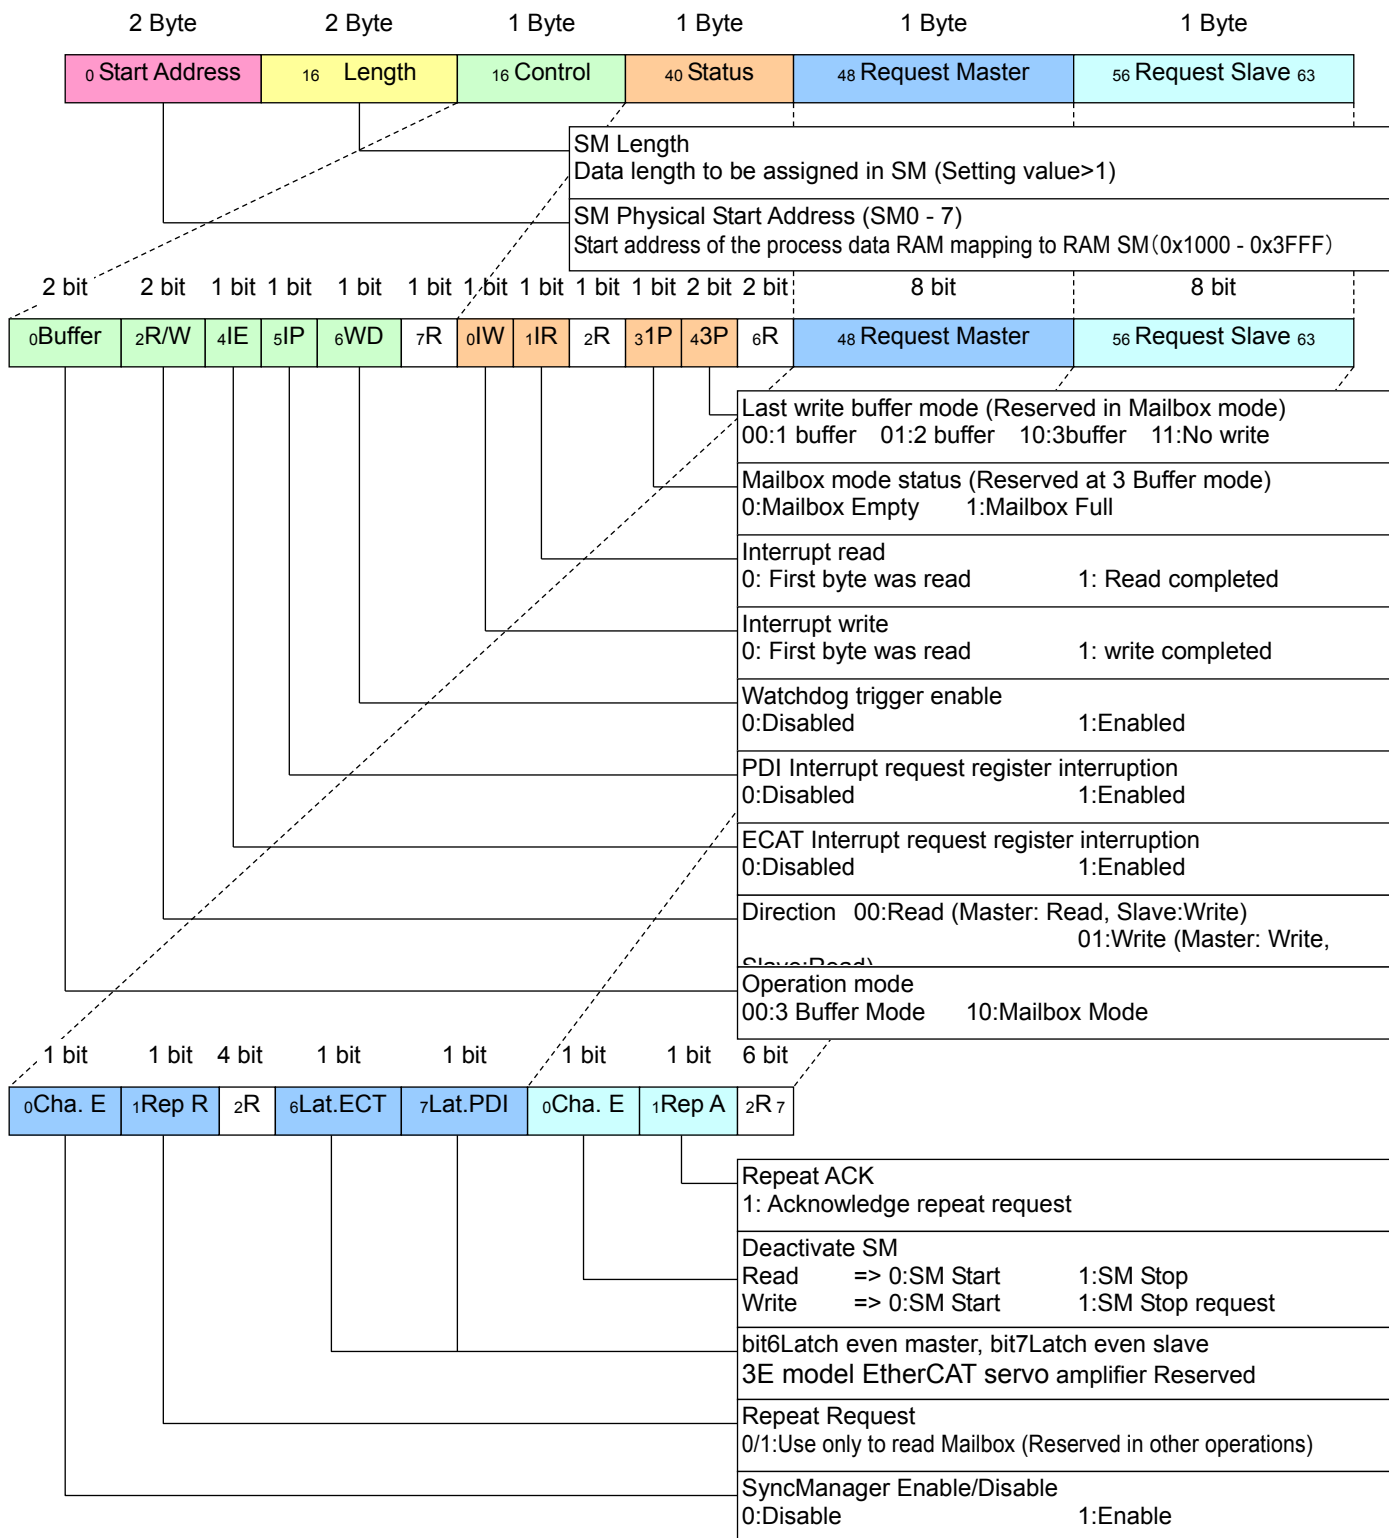 2 Byte 2 Byte 1 Byte 1 Byte 1 Byte 1 Byte
0 Start Address 16 Length 16 Control 40 Status 48 Request Master 56 Request Slave 63
SM Length
Data length to be assigned in SM (Setting value>1)
SM Physical Start Address (SM0 - 7)
Start address of the process data RAM mapping to RAM SM(0x1000 - 0x3FFF)
2 bit 2 bit 1 bit 1 bit 1 bit 1 bit 1 bit 1 bit 1 bit 1 bit 2 bit 2 bit 8 bit 8 bit
0Buffer 2R/W 4IE 5IP 6WD 7R 0IW 1IR 2R 31P 43P 6R 48 Request Master 56 Request Slave 63
Last write buffer mode (Reserved in Mailbox mode)
00:1 buffer 01:2 buffer 10:3buffer 11:No write
Mailbox mode status (Reserved at 3 Buffer mode)
0:Mailbox Empty 1:Mailbox Full
Interrupt read
0: First byte was read 1: Read completed
Interrupt write
0: First byte was read 1: write completed
Watchdog trigger enable
0:Disabled 1:Enabled
PDI Interrupt request register interruption
0:Disabled 1:Enabled
ECAT Interrupt request register interruption
0:Disabled 1:Enabled
Direction 00:Read (Master: Read, Slave:Write)
01:Write (Master: Write,
Slave:Read)
Operation mode
00:3 Buffer Mode 10:Mailbox Mode
1 bit 1 bit 4 bit 1 bit 1 bit 1 bit 1 bit 6 bit
0Cha. E 1Rep R 2R 6Lat.ECT 7Lat.PDI 0Cha. E 1Rep A 2R 7
Repeat ACK
1: Acknowledge repeat request
Deactivate SM
Read => 0:SM Start 1:SM Stop
Write => 0:SM Start 1:SM Stop request
bit6Latch even master, bit7Latch even slave
3E model EtherCAT servo amplifier Reserved
Repeat Request
0/1:Use only to read Mailbox (Reserved in other operations)
SyncManager Enable/Disable
0:Disable 1:Enable